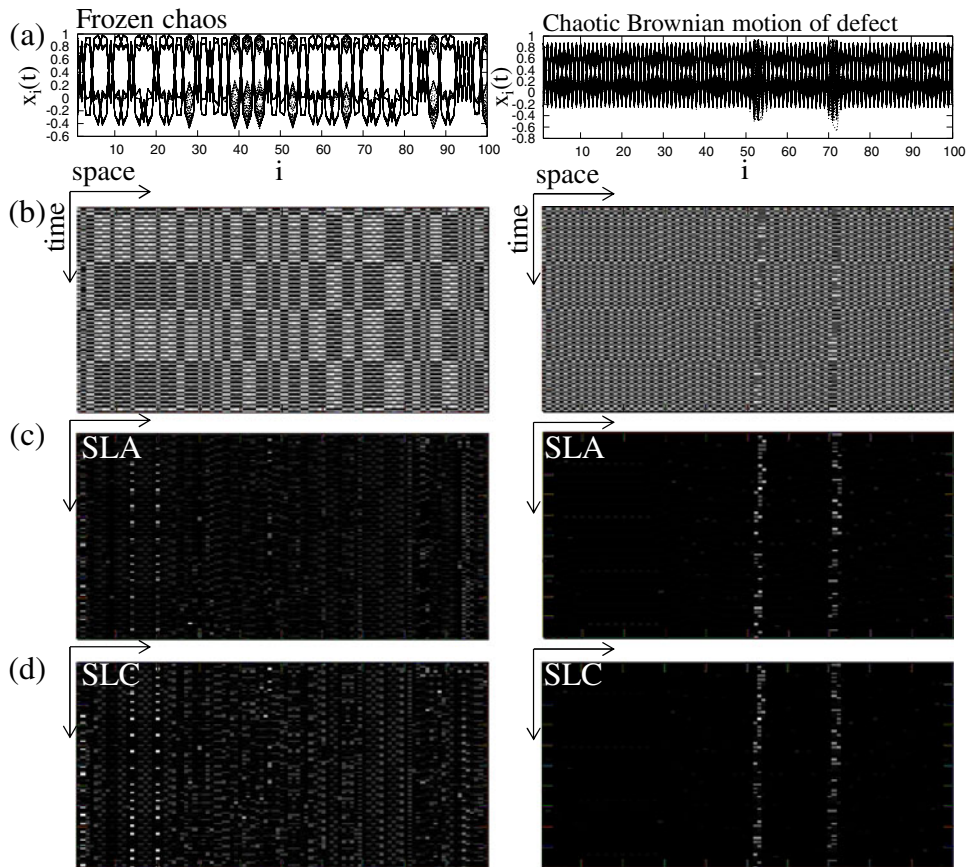 (a)
Frozen chaos
Chaotic Brownian motion of defect
x_i(t)
1
0.8
0.6
0.4
0.2
0
-0.2
-0.4
-0.6
10 20 30 40 50 60 70 80 90 100
i
space
x_i(t)
1
0.8
0.6
0.4
0.2
0
-0.2
-0.4
-0.6
-0.8
10 20 30 40 50 60 70 80 90 100
i
space
(b)
time
time
(c)
SLA
SLA
(d)
SLC
SLC